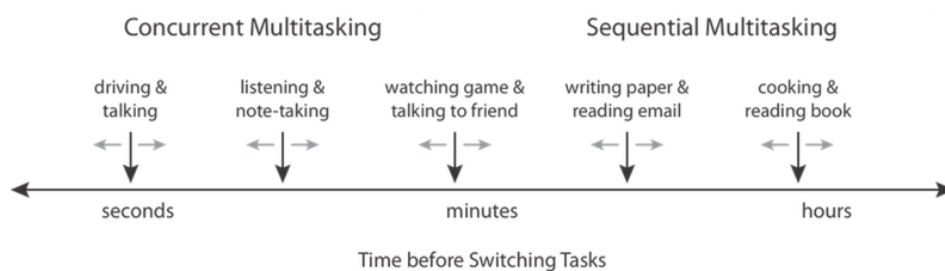 Concurrent Multitasking
Sequential Multitasking
driving &
talking
listening &
note-taking
watching game &
talking to friend
writing paper &
reading email
cooking &
reading book
seconds
minutes
hours
Time before Switching Tasks